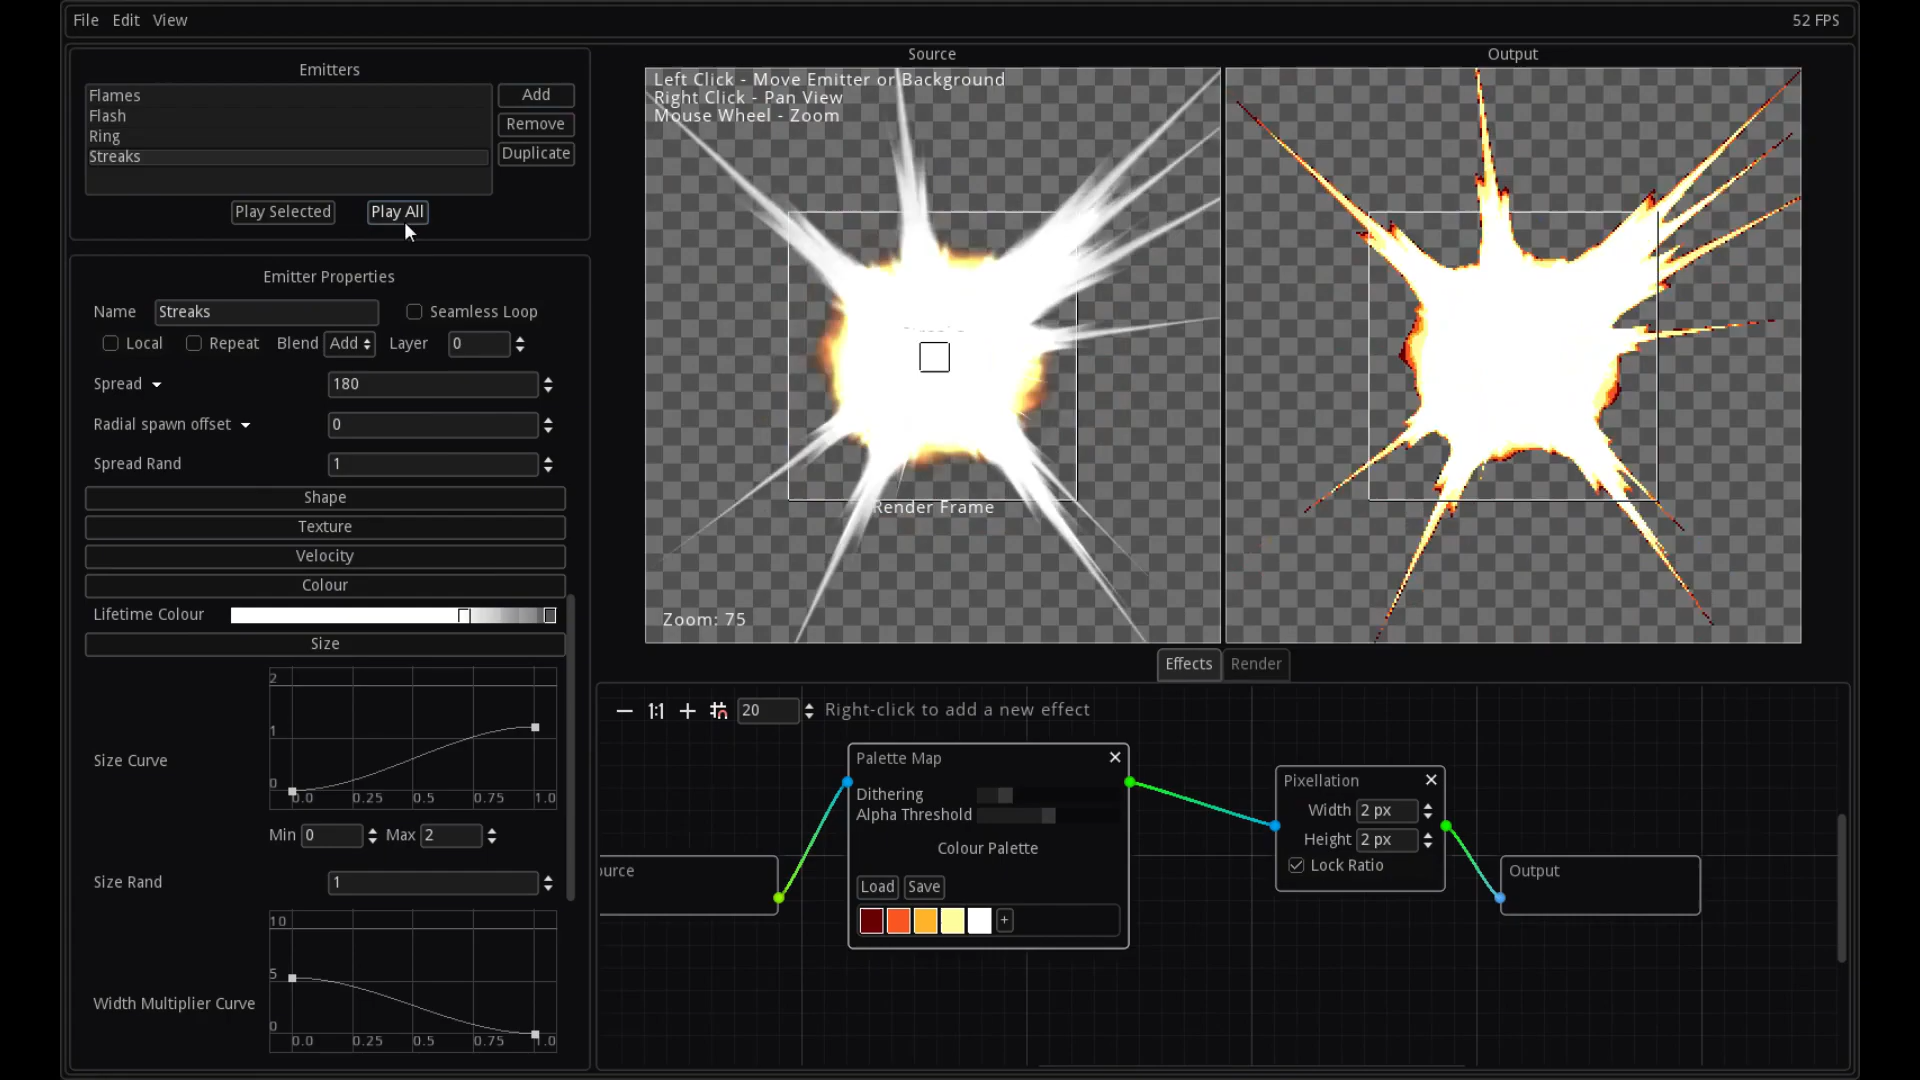 File Edit View
52 FPS
Emitters
Flames
Flash
Ring
Streaks
Add
Remove
Duplicate
Play Selected
Play All
Emitter Properties
Name Streaks Seamless Loop
Local Repeat Blend Add Layer 0
Spread 180
Radial spawn offset 0
Spread Rand 1
Shape
Texture
Velocity
Colour
Lifetime Colour
Size
Size Curve
2
1
0
0.0 0.25 0.5 0.75 1.0
Min 0 Max 2
Size Rand 1
Width Multiplier Curve
10
5
0
0.0 0.25 0.5 0.75 1.0
Source
Left Click - Move Emitter or Background
Right Click - Pan View
Mouse Wheel - Zoom
Render Frame
Zoom: 75
Output
Effects Render
1:1 20 Right-click to add a new effect
ource
Palette Map
Dithering
Alpha Threshold
Colour Palette
Load Save
+
Pixellation
Width 2 px
Height 2 px
Lock Ratio
Output